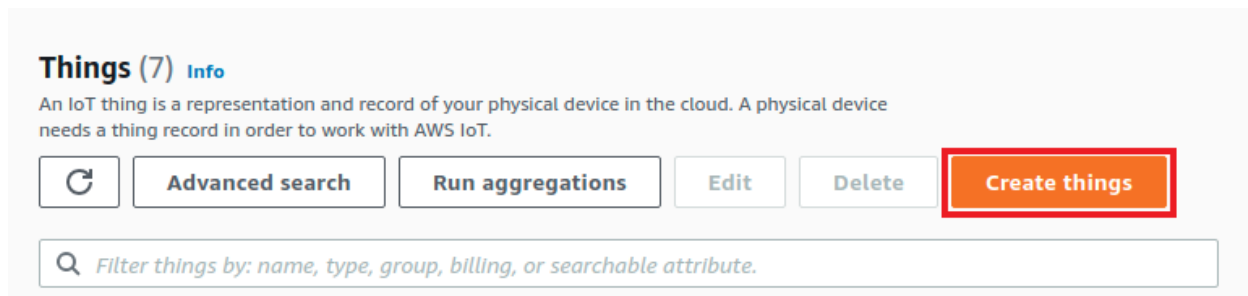 Things (7) Info
An IoT thing is a representation and record of your physical device in the cloud. A physical device
needs a thing record in order to work with AWS IoT.
Advanced search Run aggregations Edit Delete Create things
Filter things by: name, type, group, billing, or searchable attribute.